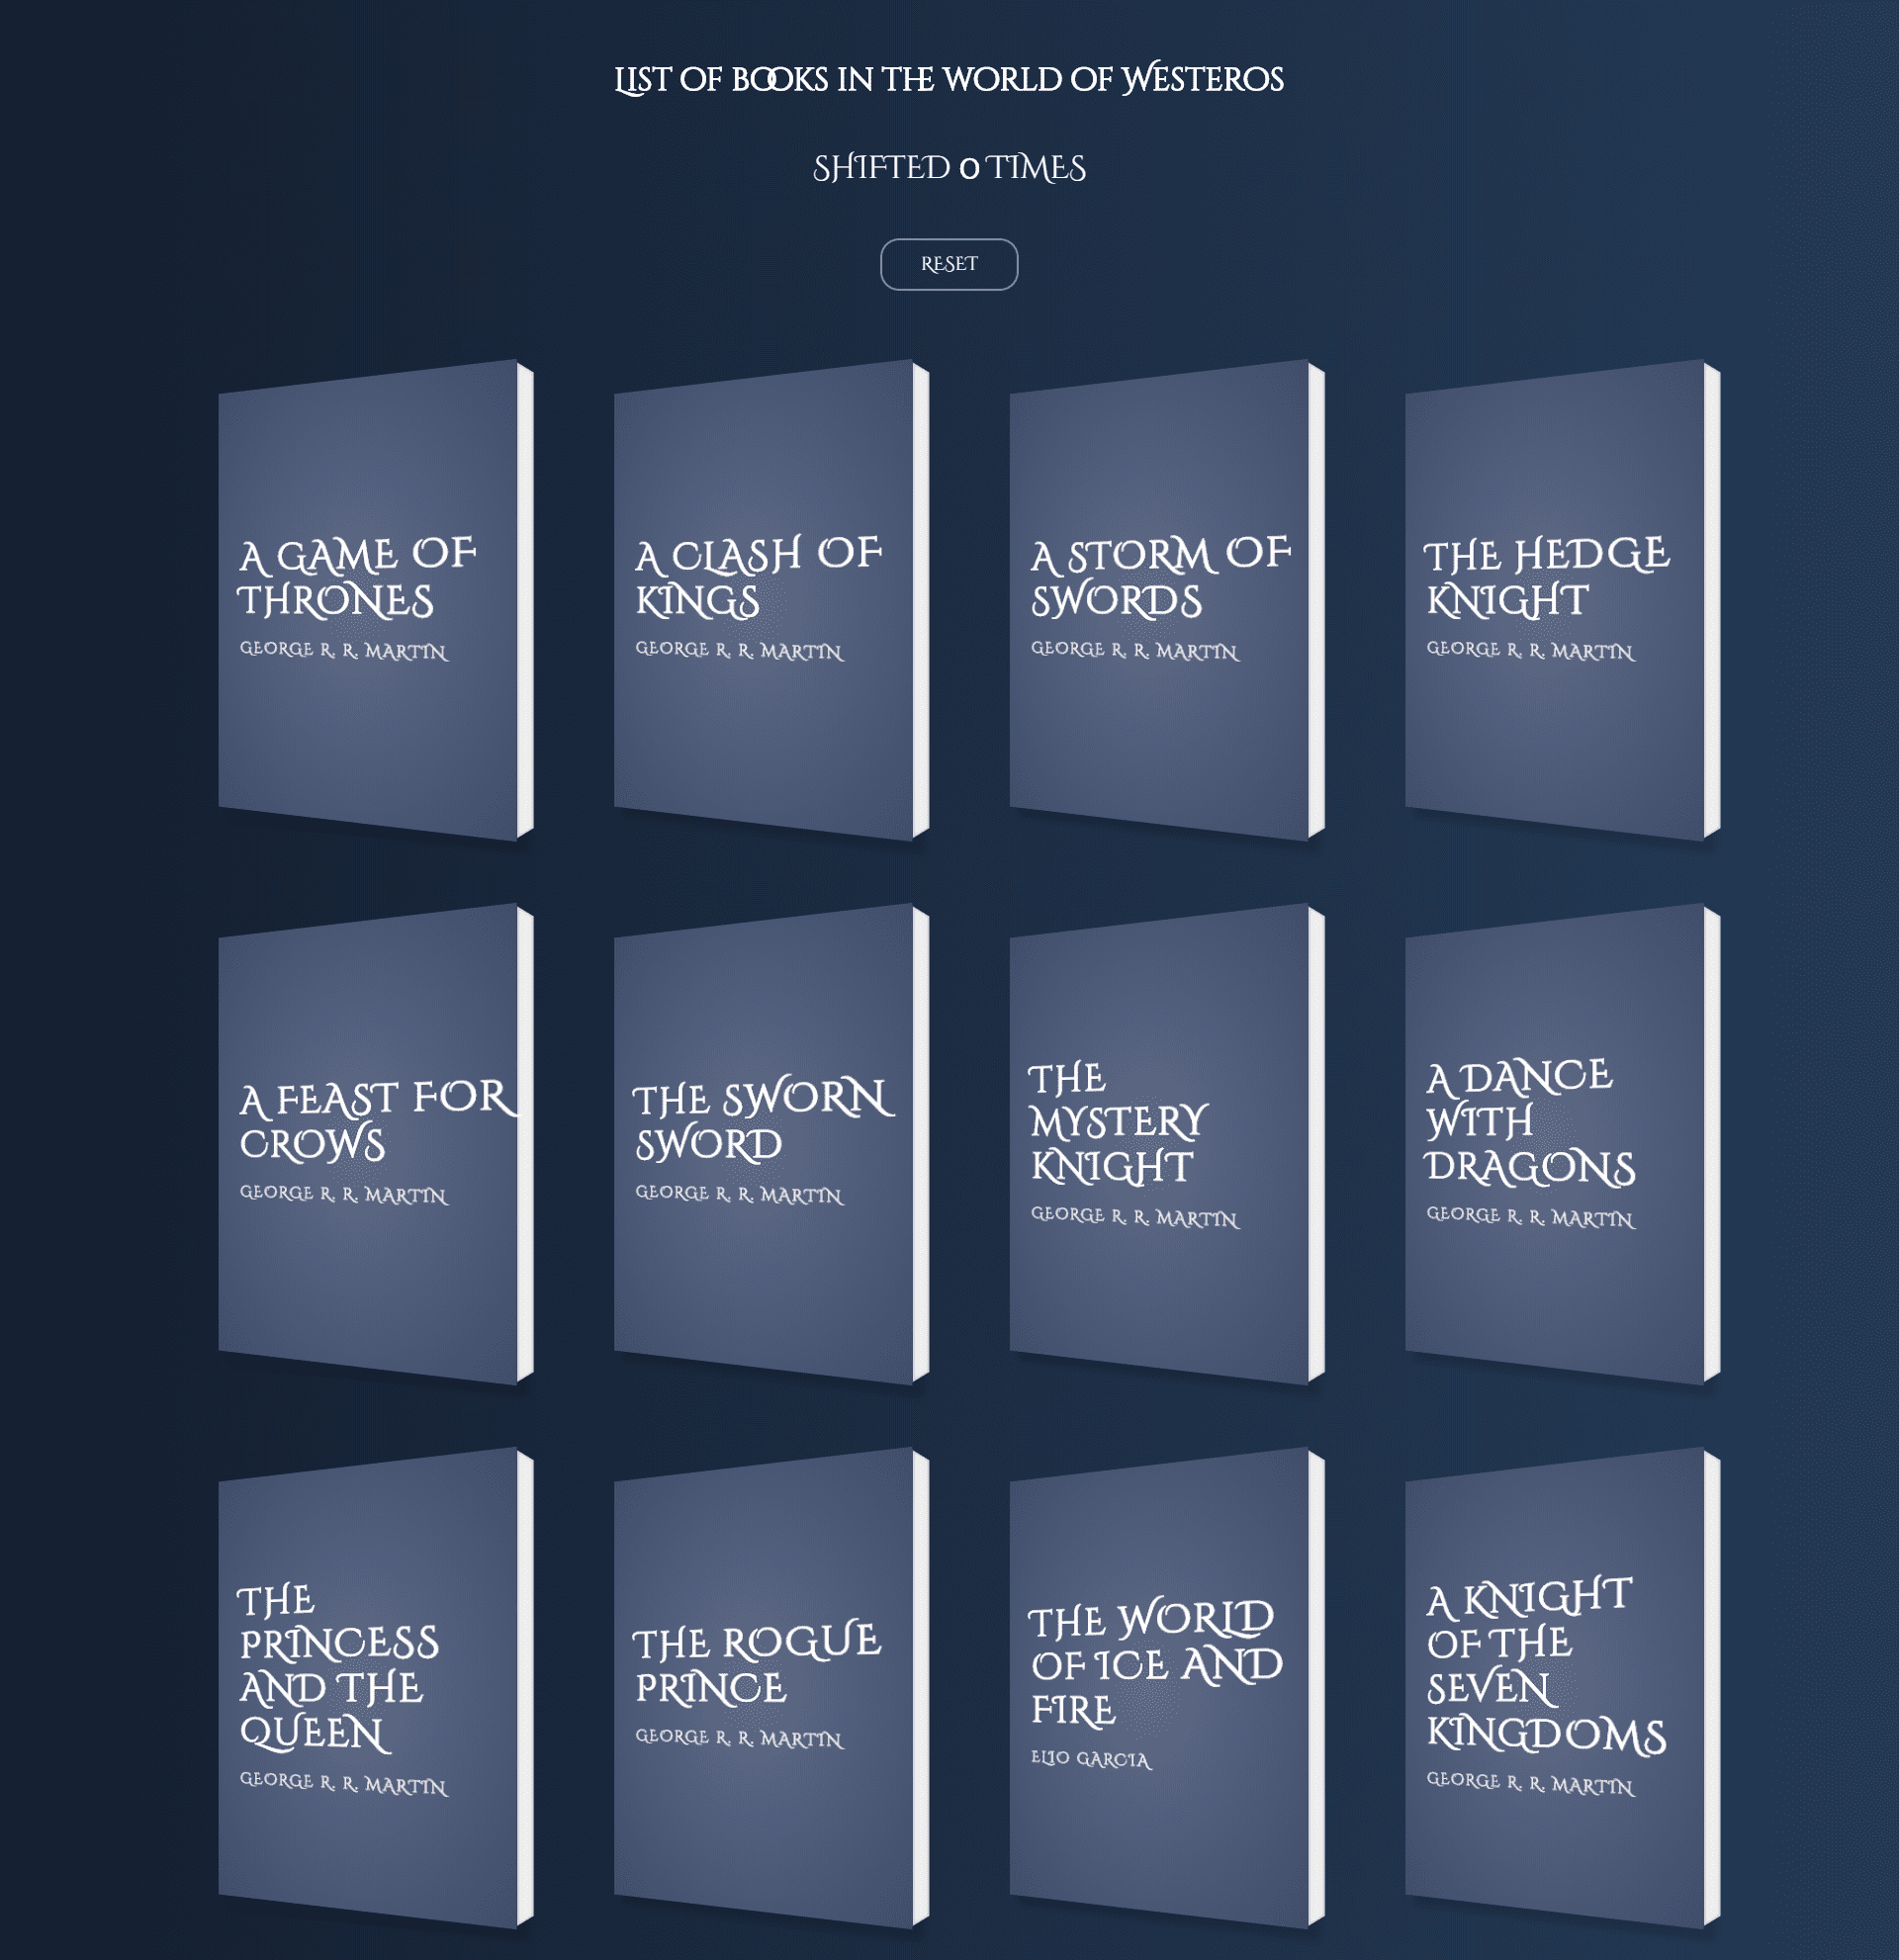 List of books in the world of Westeros
Shifted 0 times
Reset
A Game of
Thrones
George R. R. Martin
A Clash of
Kings
George R. R. Martin
A Storm of
Swords
George R. R. Martin
The Hedge
Knight
George R. R. Martin
A Feast for
Crows
George R. R. Martin
The Sworn
Sword
George R. R. Martin
The
Mystery
Knight
George R. R. Martin
A Dance
with
Dragons
George R. R. Martin
The
Princess
and the
Queen
George R. R. Martin
The Rogue
Prince
George R. R. Martin
The World
of Ice and
Fire
Elio Garcia
A Knight
of the
Seven
Kingdoms
George R. R. Martin